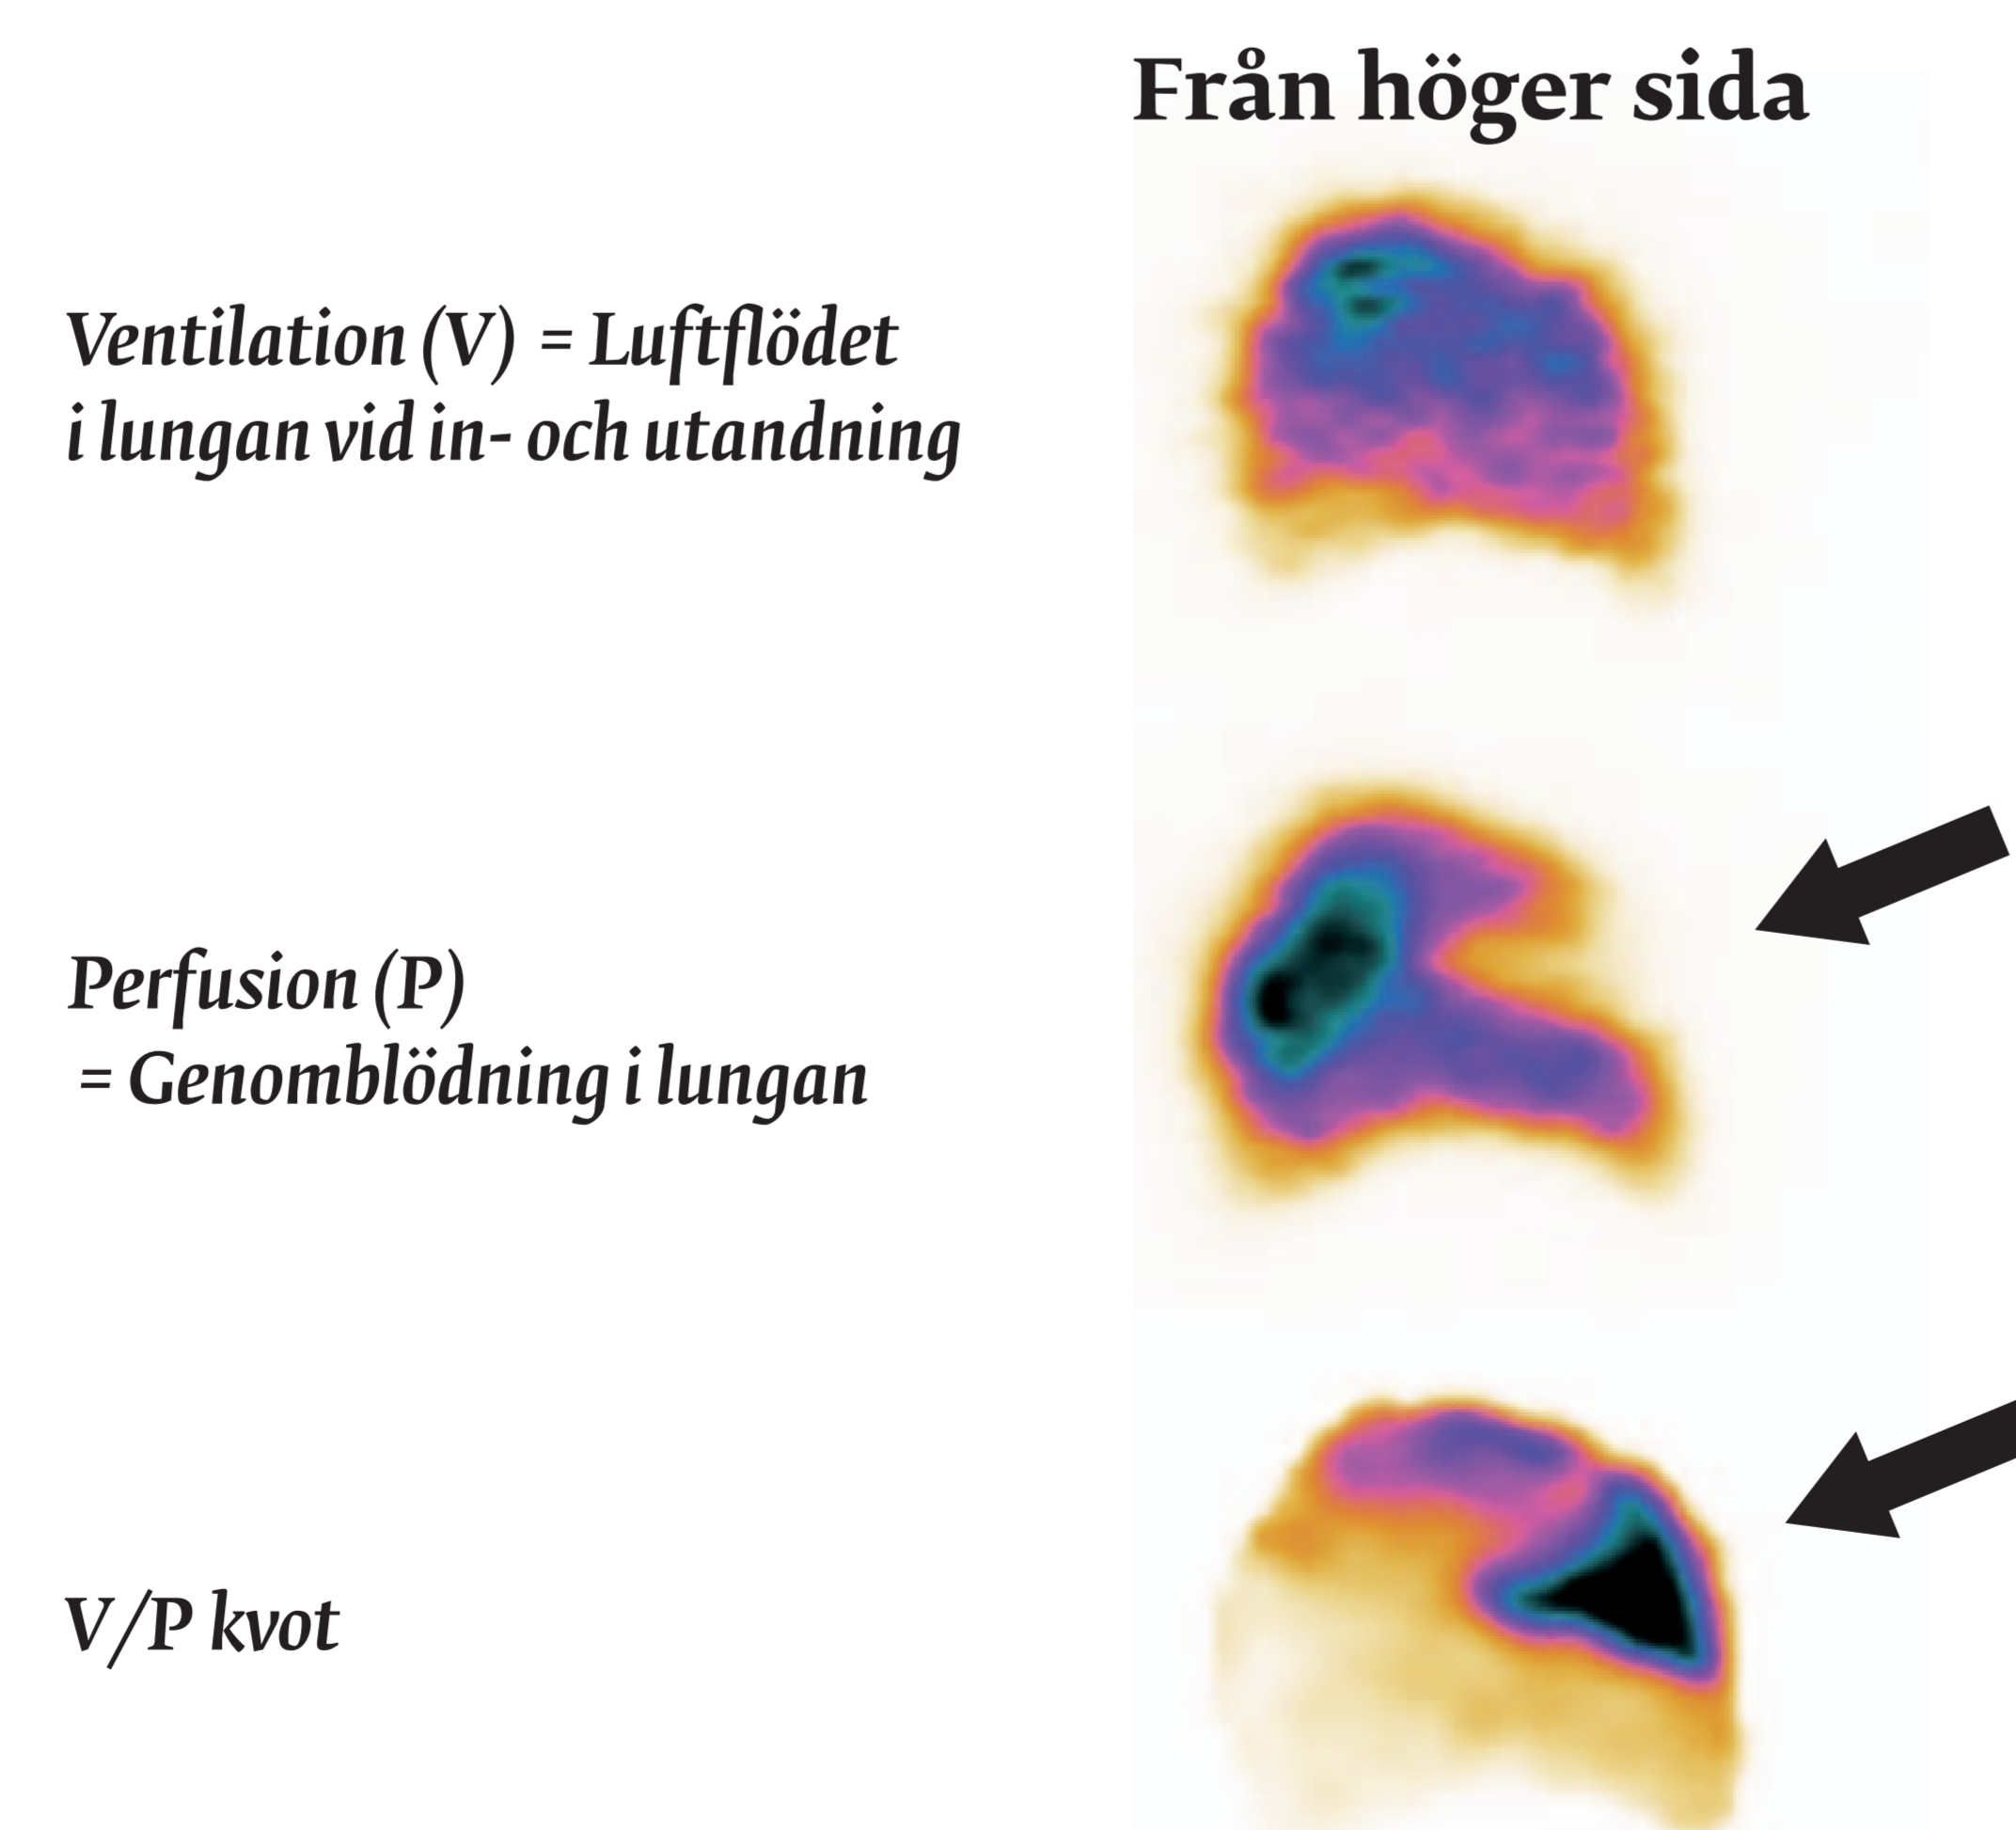 Från höger sida
Ventilation (V) = Luftflödet
i lungan vid in- och utandning
Perfusion (P)
= Genomblödning i lungan
V/P kvot